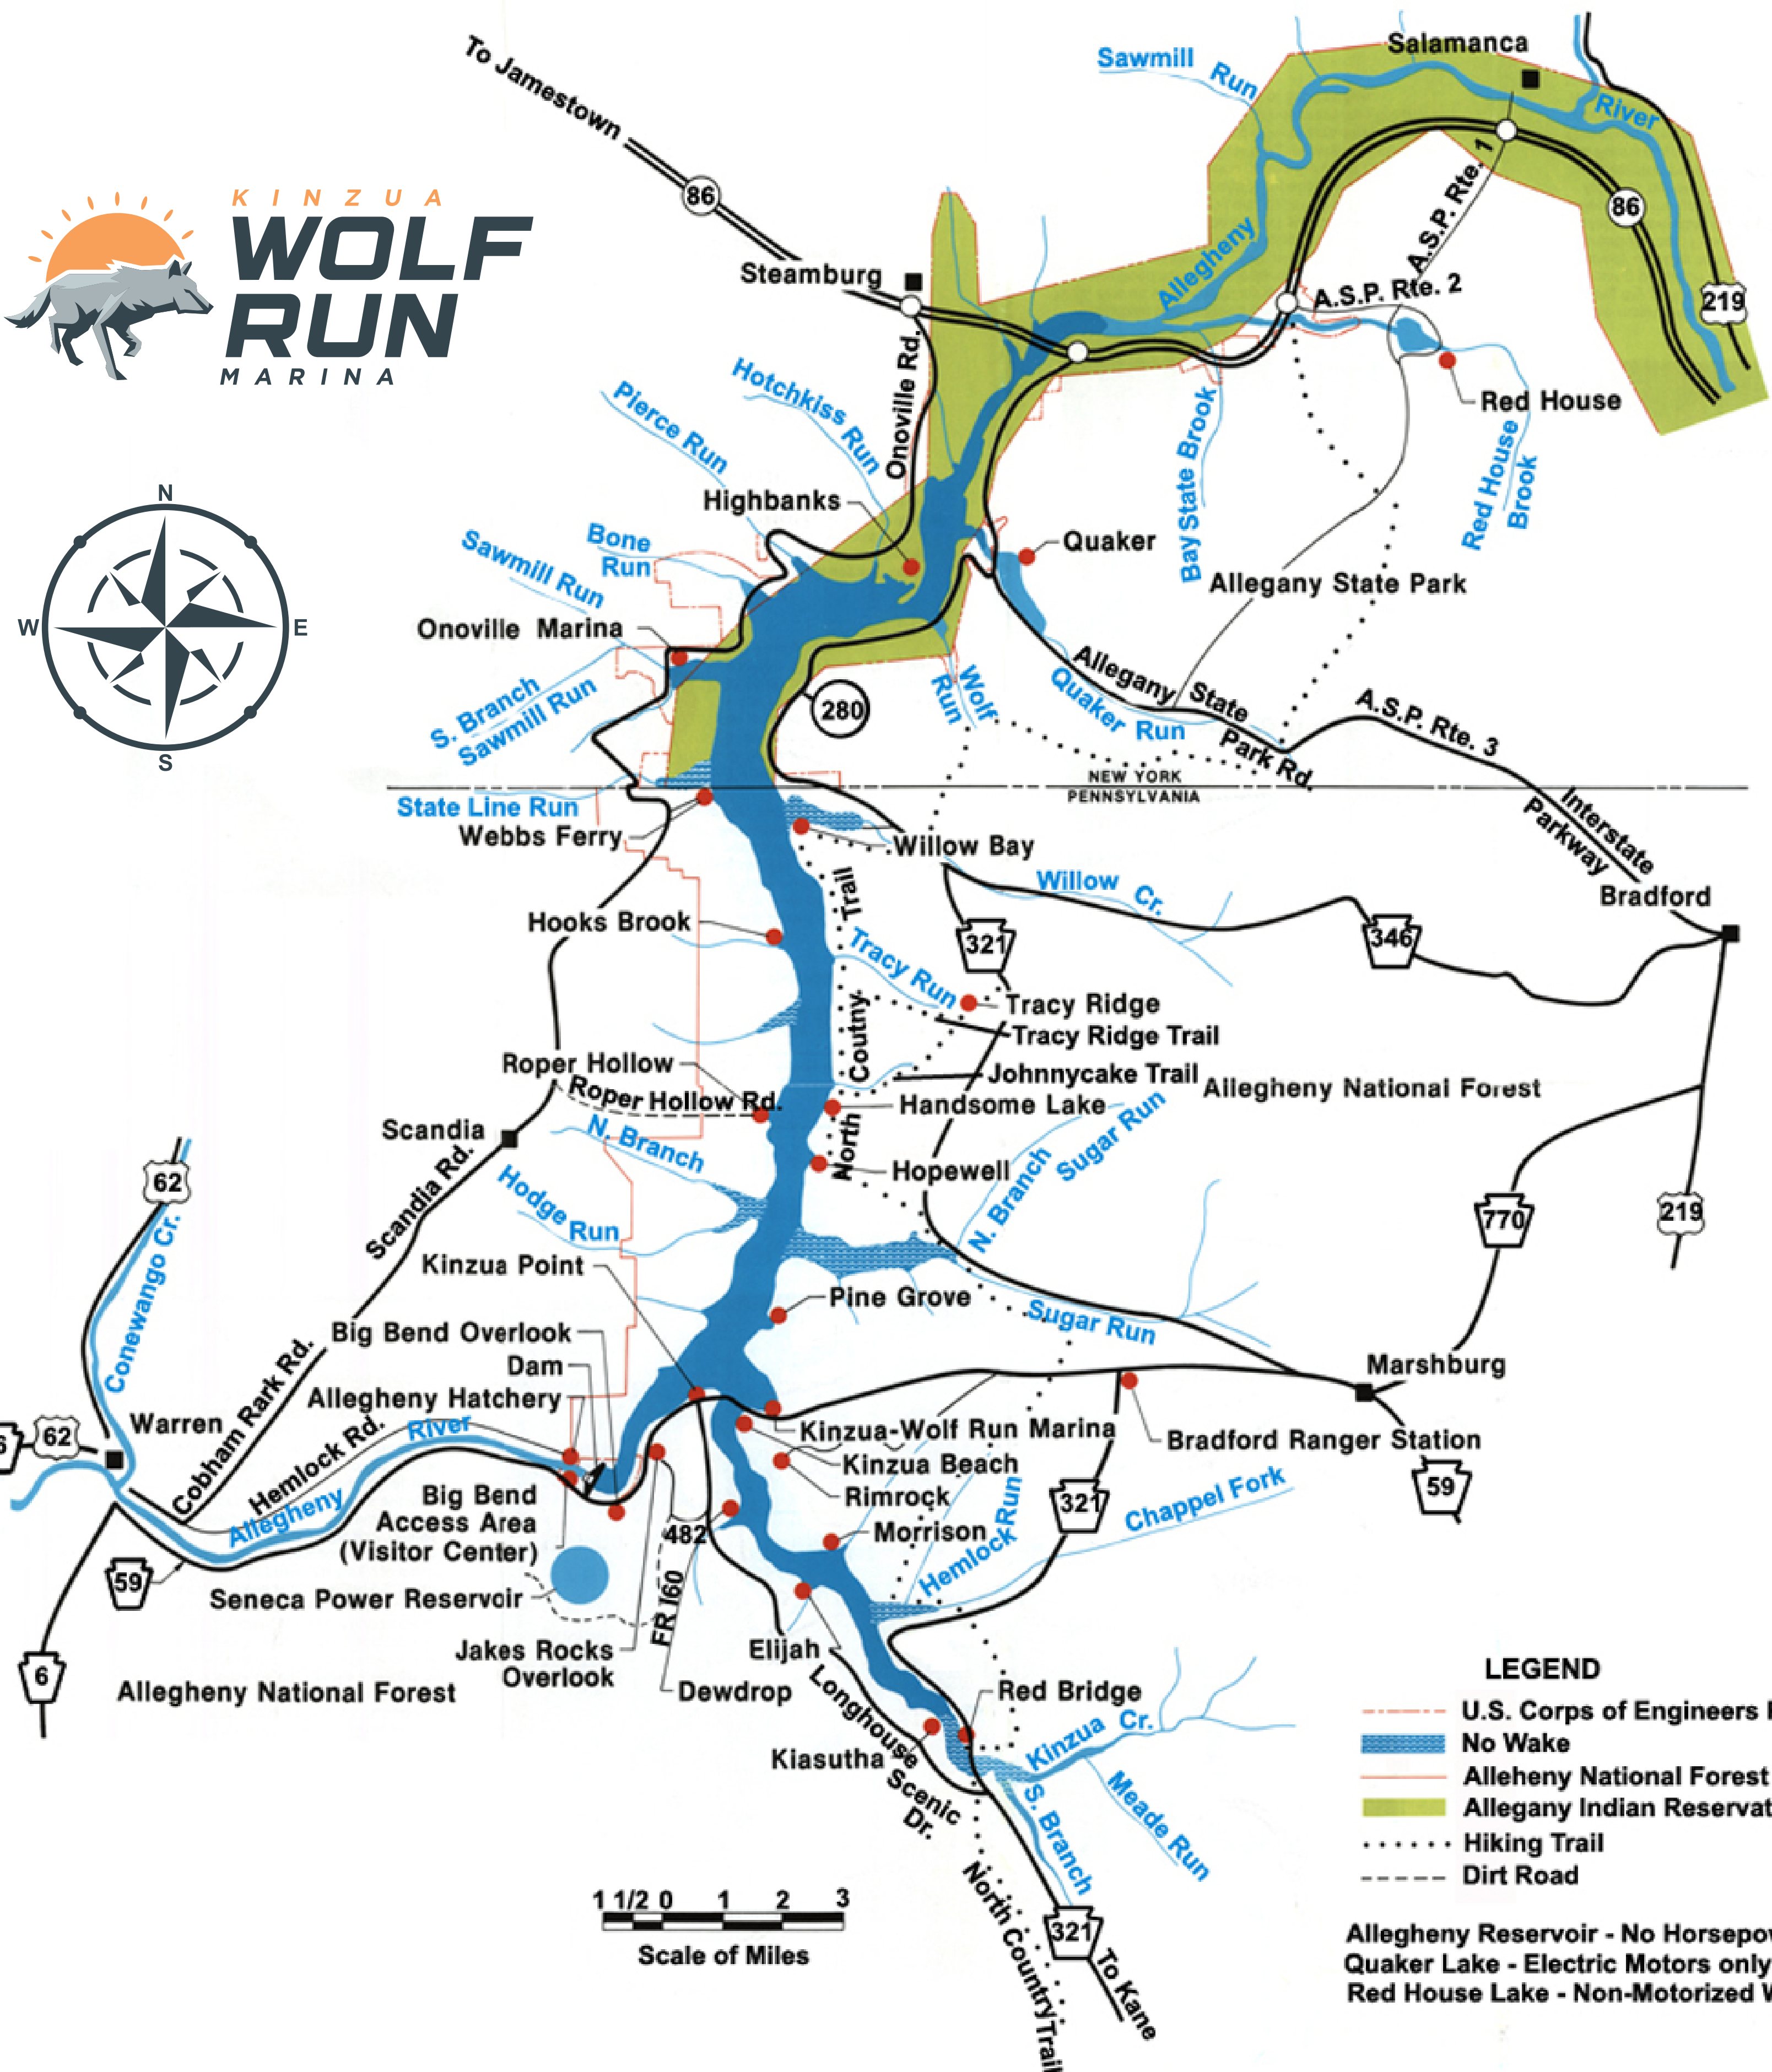 To Jamestown
86
KINZUA
WOLF
RUN
MARINA
Sawmill Run
Salamanca
River
A.S.P. Rte. 1
86
219
Steamburg
Allegheny
A.S.P. Rte. 2
Red House
Onoville Rd.
Hotchkiss Run
Pierce Run
Bay State Brook
Red House
Brook
N
W
E
S
Highbanks
Quaker
Bone
Run
Sawmill Run
Allegany State Park
Onoville Marina
S. Branch
Sawmill Run
280
Wolf
Run
Allegany State Park Rd.
Quaker Run
A.S.P. Rte. 3
NEW YORK
PENNSYLVANIA
State Line Run
Webbs Ferry
Willow Bay
Interstate
Parkway
Bradford
Willow Cr.
Hooks Brook
321
346
Tracy Run
North Coutny Trail
Tracy Ridge
Tracy Ridge Trail
Roper Hollow
Johnnycake Trail
Allegheny National Forest
Roper Hollow Rd.
Handsome Lake
Scandia
N. Branch
Scandia Rd.
Hopewell
N. Branch
Sugar Run
62
Conewango Cr.
Hodge Run
770
219
Kinzua Point
Pine Grove
Sugar Run
Big Bend Overlook
Dam
Marshburg
Allegheny Hatchery
Warren
62
6
Cobham Rark Rd.
Hemlock Rd.
Allegheny River
Kinzua-Wolf Run Marina
Bradford Ranger Station
Kinzua Beach
Rimrock
59
Big Bend
Access Area
(Visitor Center)
482
Morrison
321
Hemlock Run
Chappel Fork
59
Seneca Power Reservoir
FR 160
Jakes Rocks
Overlook
Elijah
Dewdrop
6
Allegheny National Forest
Longhouse Scenic Dr.
Red Bridge
Kiasutha
Kinzua Cr.
Meade Run
S. Branch
North Country Trail
321
To Kane
1 1/2 0 1 2 3
Scale of Miles
LEGEND
U.S. Corps of Engineers
No Wake
Alleheny National Forest
Allegany Indian Reservat
Hiking Trail
Dirt Road
Allegheny Reservoir - No Horsepow
Quaker Lake - Electric Motors only
Red House Lake - Non-Motorized